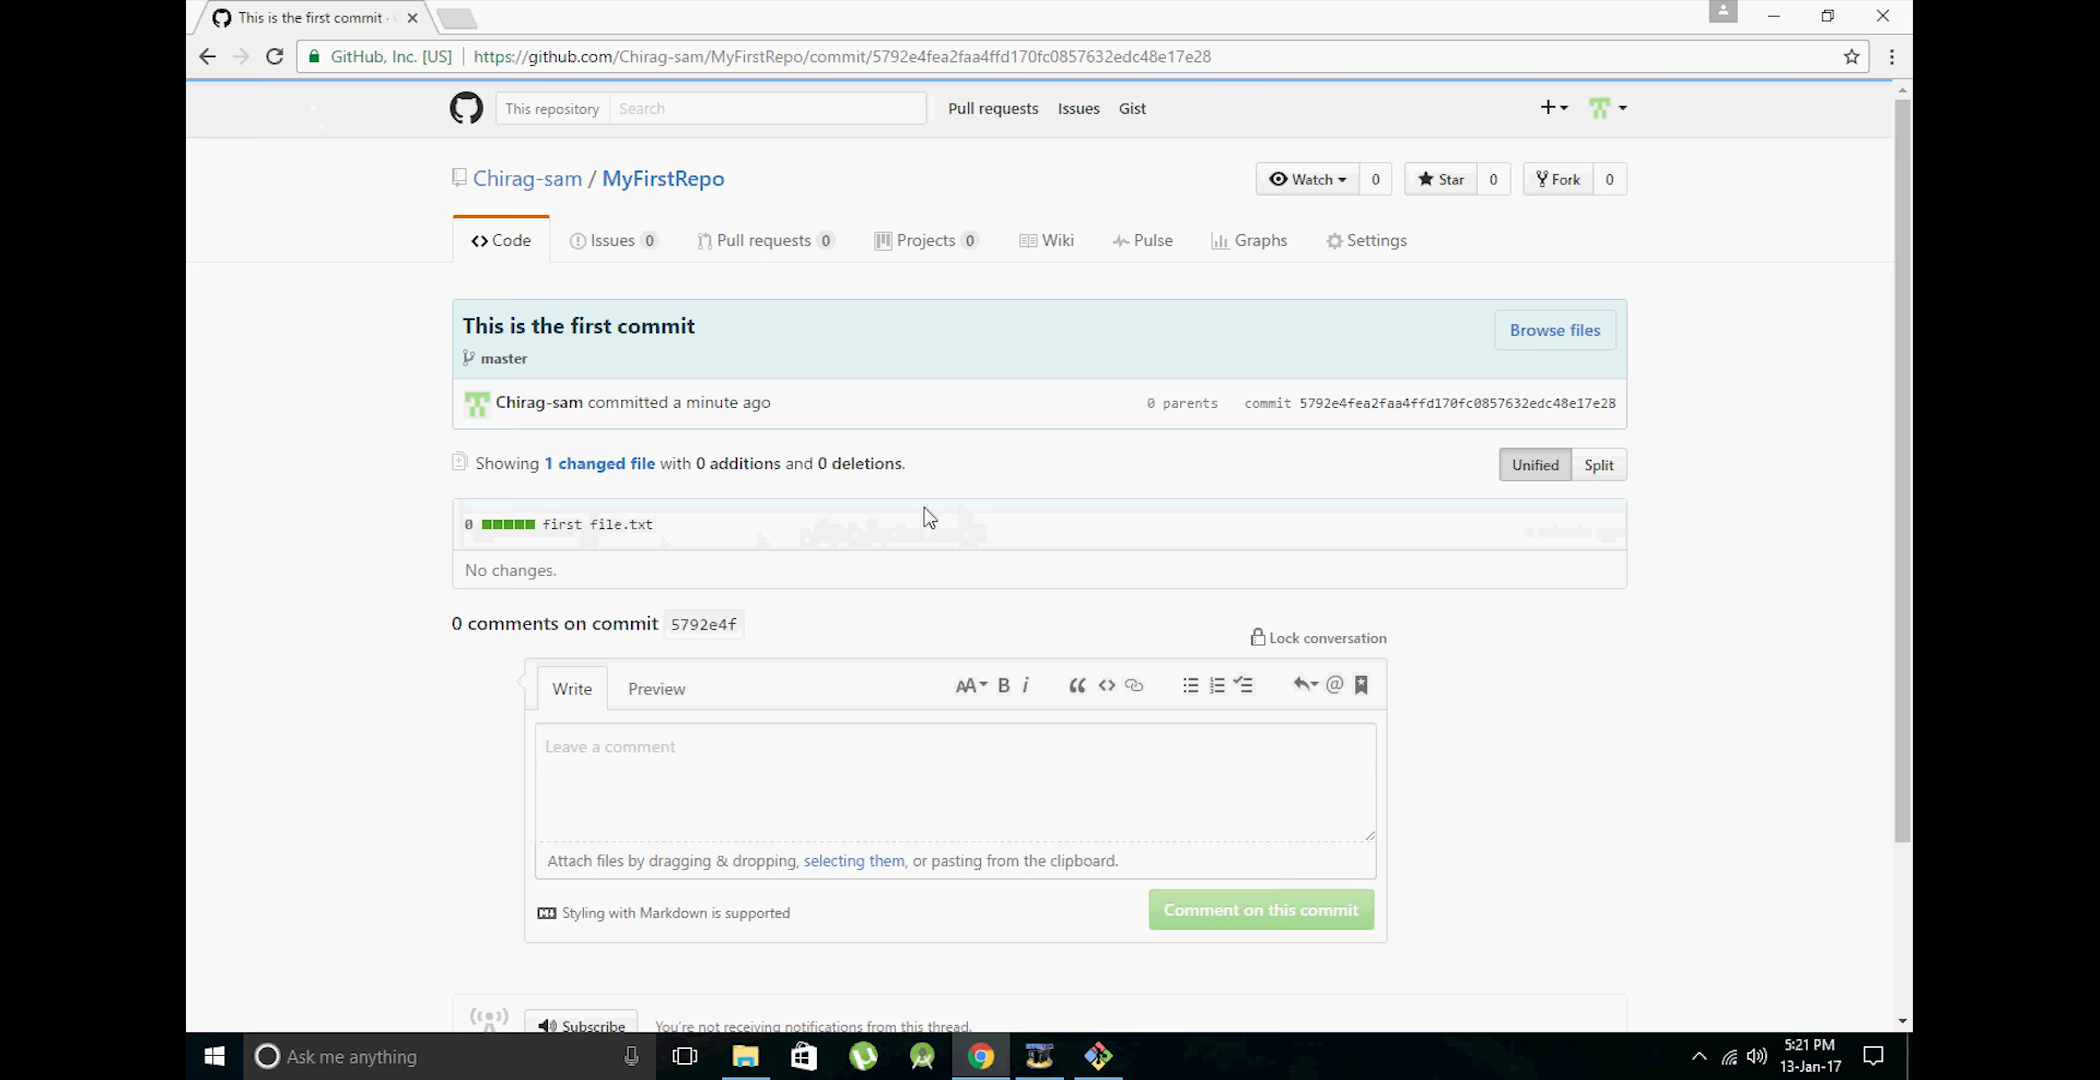 This is the first commit ·
GitHub, Inc. [US] https://github.com/Chirag-sam/MyFirstRepo/commit/5792e4fea2faa4ffd170fc0857632edc48e17e28
This repository Search Pull requests Issues Gist
Chirag-sam / MyFirstRepo Watch 0 Star 0 Fork 0
Code Issues 0 Pull requests 0 Projects 0 Wiki Pulse Graphs Settings
This is the first commit Browse files
master
Chirag-sam committed a minute ago 0 parents commit 5792e4fea2faa4ffd170fc0857632edc48e17e28
Showing 1 changed file with 0 additions and 0 deletions. Unified Split
0 first file.txt
No changes.
0 comments on commit 5792e4f
Lock conversation
Write Preview AA B i
Leave a comment
Attach files by dragging & dropping, selecting them, or pasting from the clipboard.
Styling with Markdown is supported Comment on this commit
Subscribe You're not receiving notifications from this thread.
Ask me anything 5:21 PM
13-Jan-17